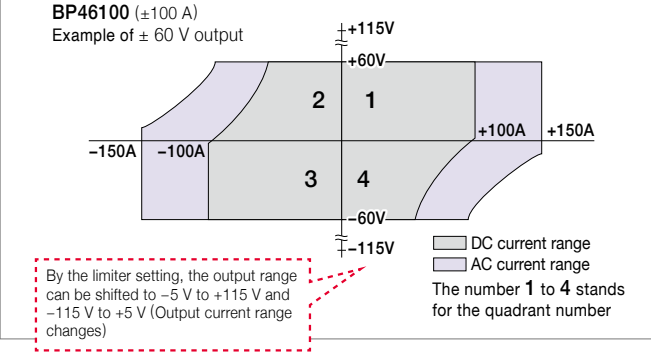 BP46100 (±100 A)
Example of ± 60 V output
+115V
+60V
2 1
+100A +150A
−150A −100A
3 4
−60V
−115V
DC current range
AC current range
The number 1 to 4 stands
for the quadrant number
By the limiter setting, the output range
can be shifted to −5 V to +115 V and
−115 V to +5 V (Output current range
changes)